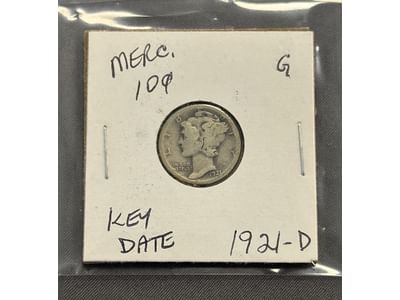 MERC. G
10¢
KEY
DATE 1921-D